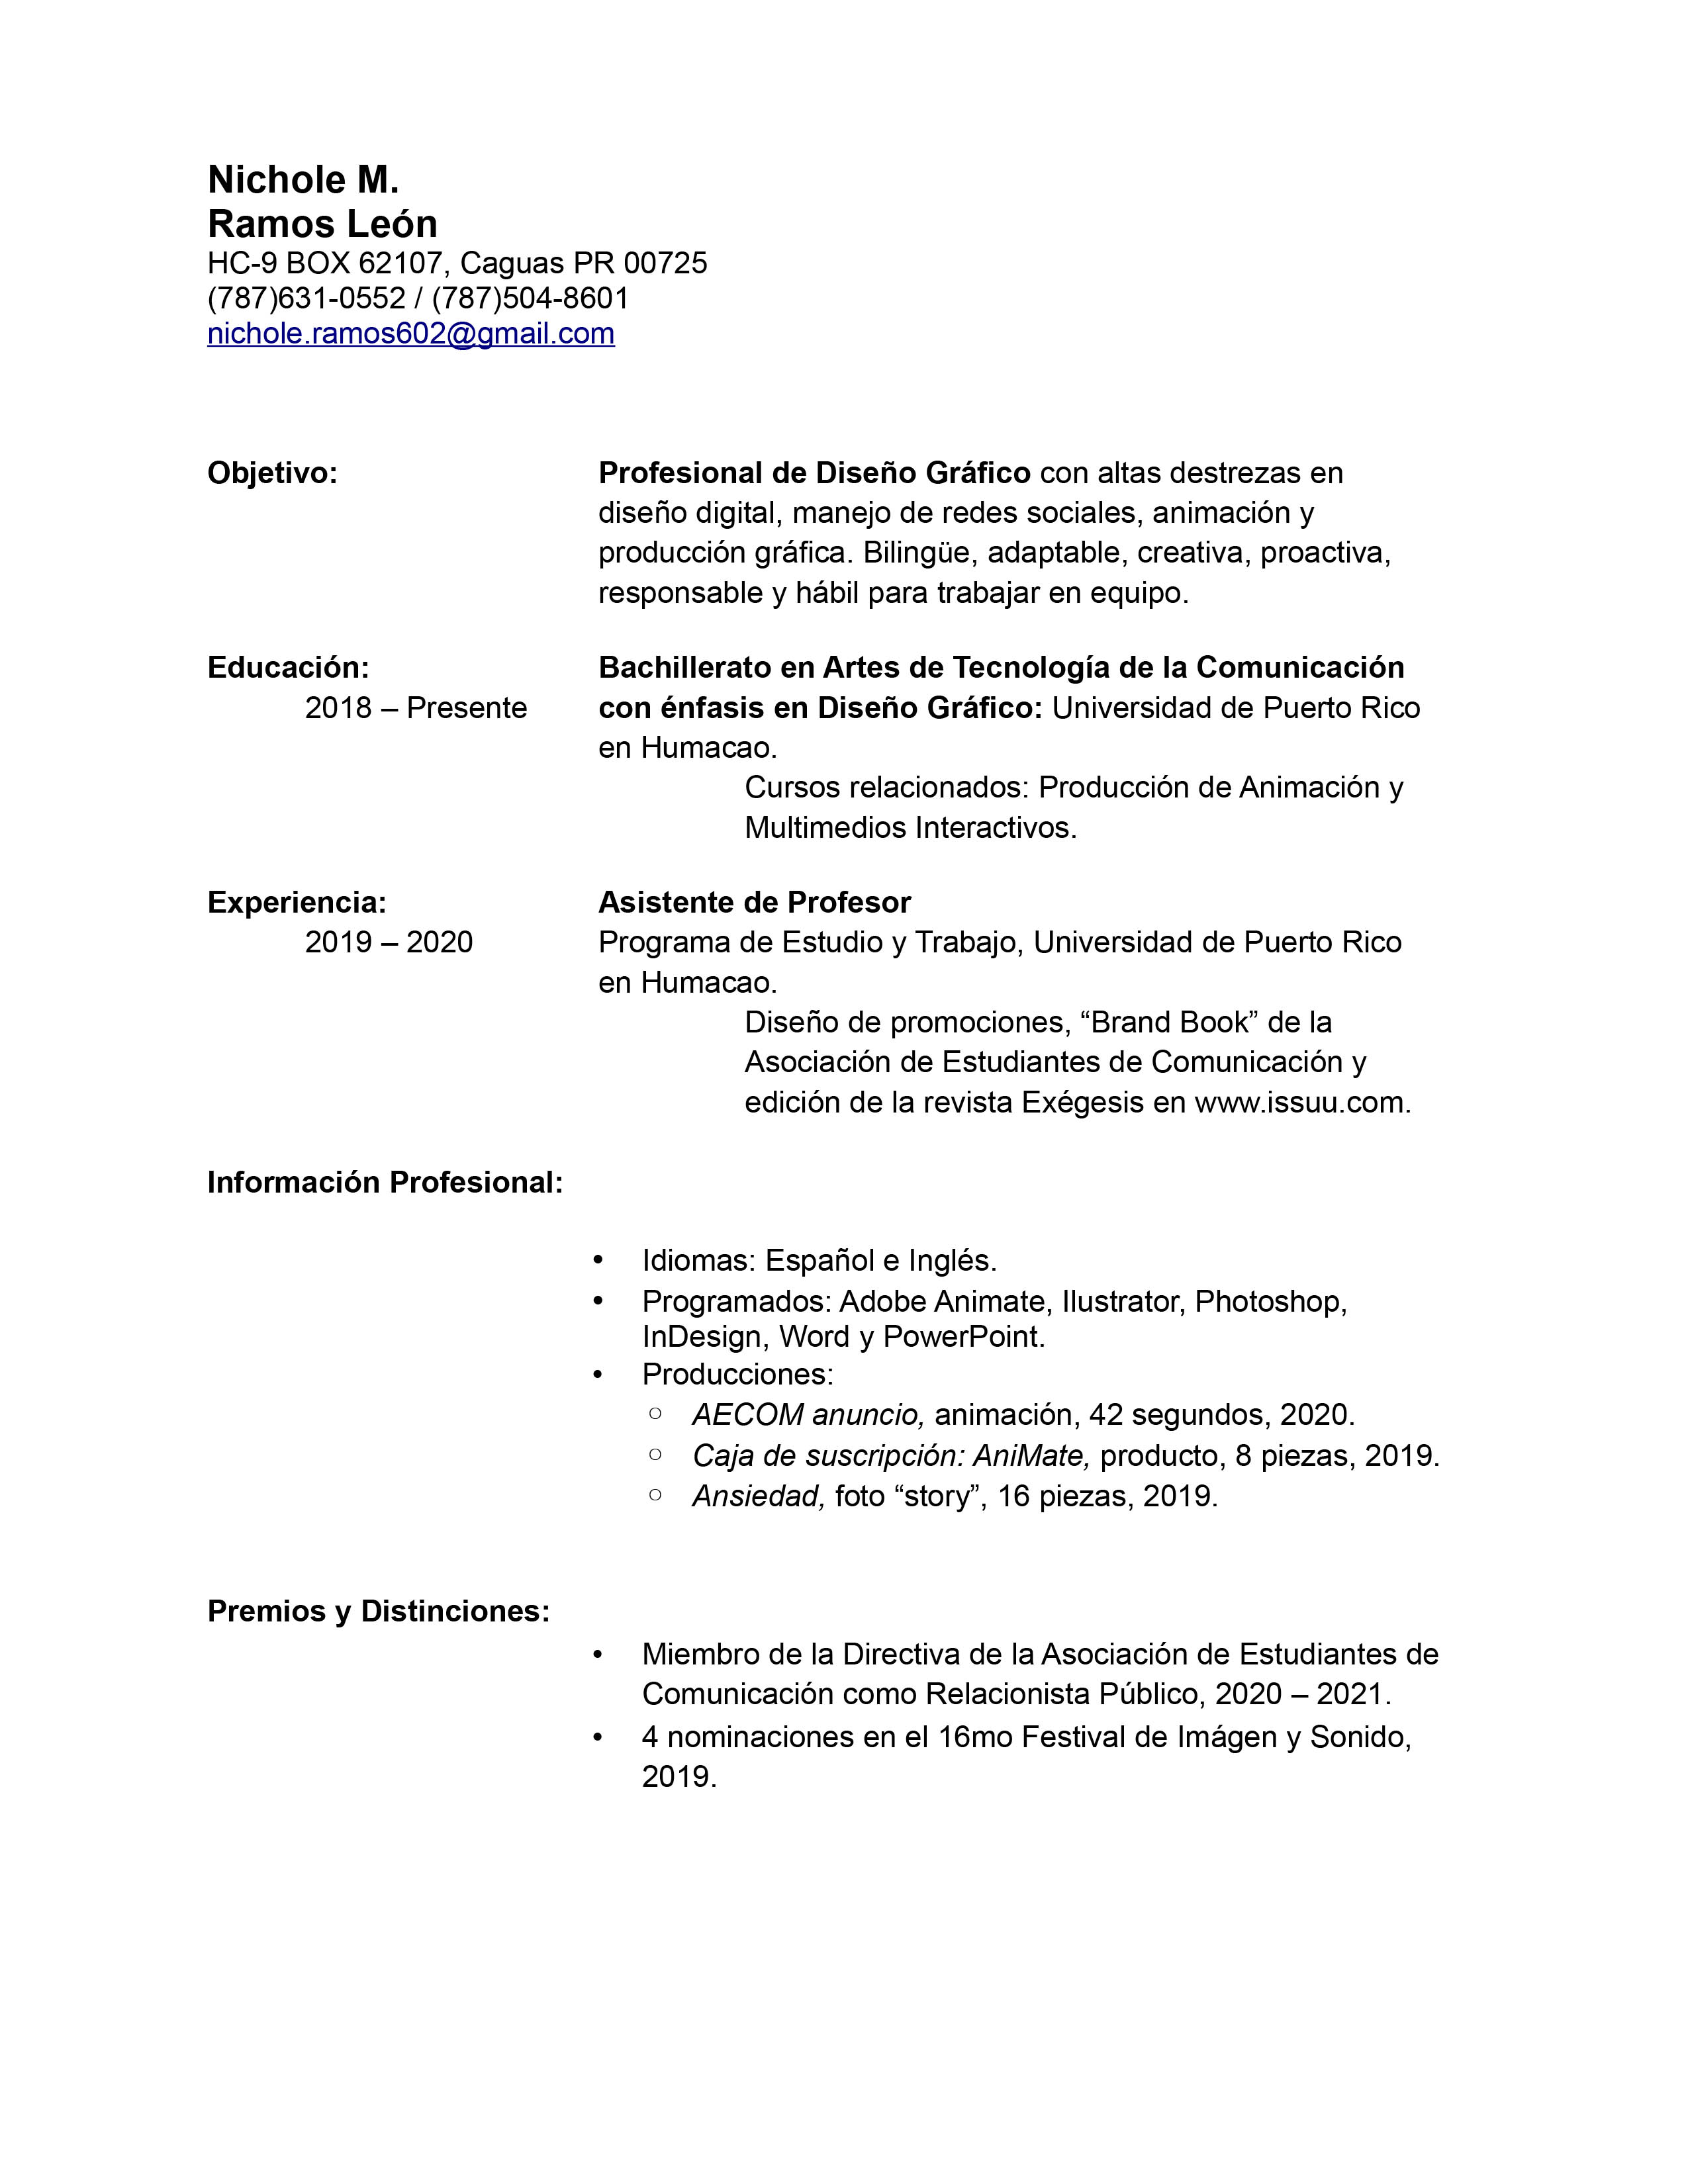 Nichole M.
Ramos León
HC-9 BOX 62107, Caguas PR 00725
(787)631-0552 / (787)504-8601
nichole.ramos602@gmail.com
Objetivo:
Profesional de Diseño Gráfico con altas destrezas en
diseño digital, manejo de redes sociales, animación y
producción gráfica. Bilingüe, adaptable, creativa, proactiva,
responsable y hábil para trabajar en equipo.
Educación:
2018 – Presente
Bachillerato en Artes de Tecnología de la Comunicación
con énfasis en Diseño Gráfico: Universidad de Puerto Rico
en Humacao.
Cursos relacionados: Producción de Animación y
Multimedios Interactivos.
Experiencia:
2019 – 2020
Asistente de Profesor
Programa de Estudio y Trabajo, Universidad de Puerto Rico
en Humacao.
Diseño de promociones, “Brand Book” de la
Asociación de Estudiantes de Comunicación y
edición de la revista Exégesis en www.issuu.com.
Información Profesional:
• Idiomas: Español e Inglés.
• Programados: Adobe Animate, Ilustrator, Photoshop,
InDesign, Word y PowerPoint.
• Producciones:
○ AECOM anuncio, animación, 42 segundos, 2020.
○ Caja de suscripción: AniMate, producto, 8 piezas, 2019.
○ Ansiedad, foto “story”, 16 piezas, 2019.
Premios y Distinciones:
• Miembro de la Directiva de la Asociación de Estudiantes de
Comunicación como Relacionista Público, 2020 – 2021.
• 4 nominaciones en el 16mo Festival de Imágen y Sonido,
2019.